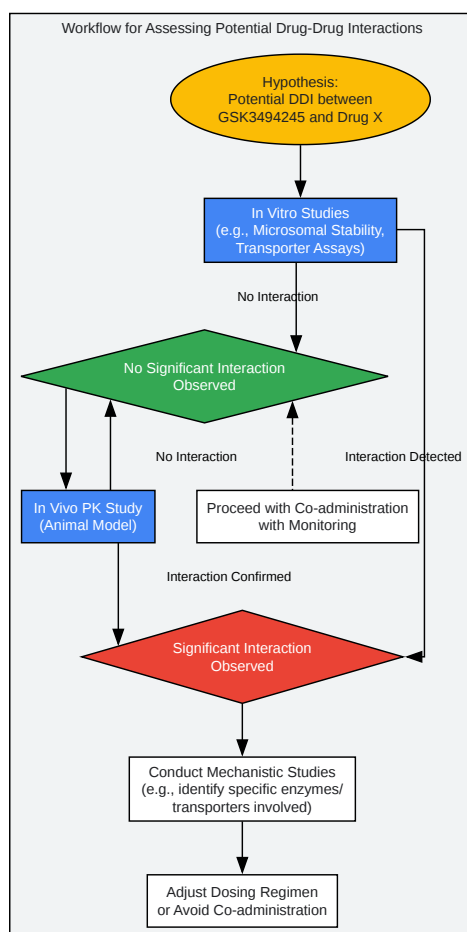 Workflow for Assessing Potential Drug-Drug Interactions
Hypothesis:
Potential DDI between
GSK3494245 and Drug X
In Vitro Studies
(e.g., Microsomal Stability,
Transporter Assays)
No Interaction
No Significant Interaction
Observed
No Interaction
Interaction Detected
In Vivo PK Study
(Animal Model)
Proceed with Co-administration
with Monitoring
Interaction Confirmed
Significant Interaction
Observed
Conduct Mechanistic Studies
(e.g., identify specific enzymes/
transporters involved)
Adjust Dosing Regimen
or Avoid Co-administration